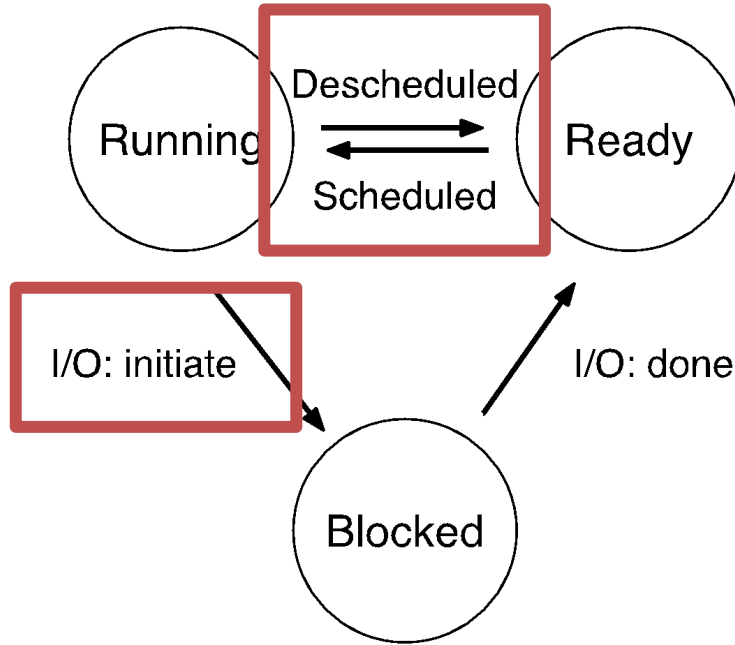 Descheduled
Running
Ready
Scheduled
I/O: initiate
I/O: done
Blocked